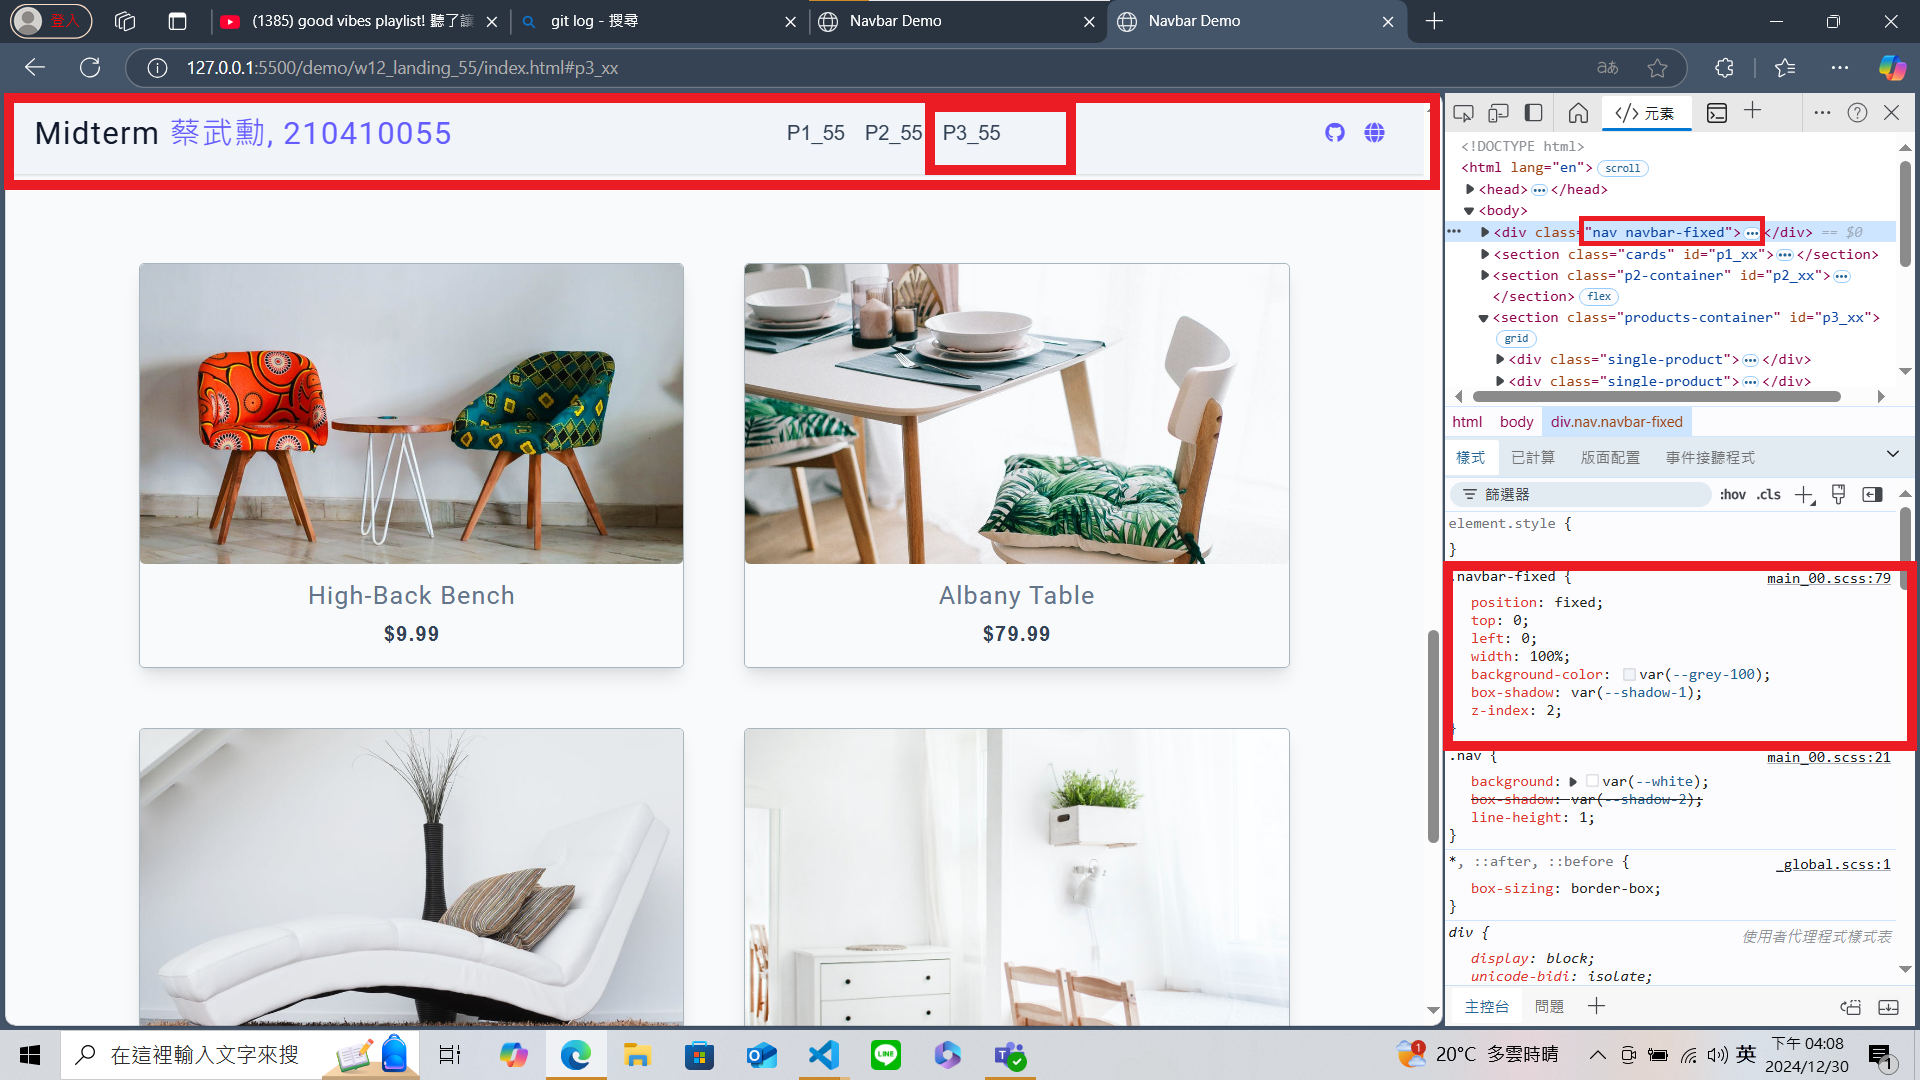 登入
(1385) good vibes playlist! 聽了讓
git log - 搜尋
Navbar Demo
Navbar Demo
127.0.0.1:5500/demo/w12_landing_55/index.html#p3_xx
Midterm 蔡武勳, 210410055
P1_55
P2_55
P3_55
High-Back Bench
$9.99
Albany Table
$79.99
元素
<!DOCTYPE html>
<html lang="en"> scroll
<head> ⋯ </head>
<body>
⋯ <div class="nav navbar-fixed"> ⋯ </div> == $0
<section class="cards" id="p1_xx"> ⋯ </section>
<section class="p2-container" id="p2_xx"> ⋯
</section> flex
<section class="products-container" id="p3_xx">
grid
<div class="single-product"> ⋯ </div>
<div class="single-product"> ⋯ </div>
html body div.nav.navbar-fixed
樣式 已計算 版面配置 事件接聽程式
篩選器 :hov .cls
element.style {
}
.navbar-fixed { main_00.scss:79
position: fixed;
top: 0;
left: 0;
width: 100%;
background-color: var(--grey-100);
box-shadow: var(--shadow-1);
z-index: 2;
}
.nav { main_00.scss:21
background: var(--white);
box-shadow: var(--shadow-2);
line-height: 1;
}
*, ::after, ::before { _global.scss:1
box-sizing: border-box;
}
div { 使用者代理程式樣式表
display: block;
unicode-bidi: isolate;
主控台 問題
在這裡輸入文字來搜
LINE
1
20°C 多雲時晴
英
下午 04:08
2024/12/30
1